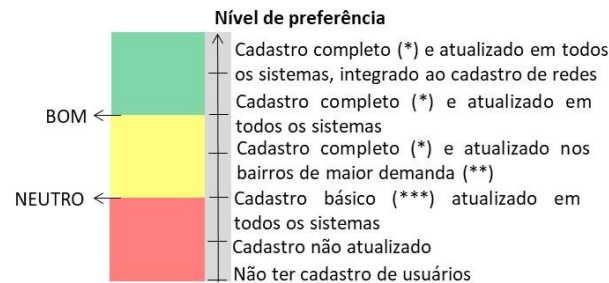 Nível de preferência
Cadastro completo (*) e atualizado em todos
os sistemas, integrado ao cadastro de redes
BOM
Cadastro completo (*) e atualizado em
todos os sistemas
Cadastro completo (*) e atualizado nos
bairros de maior demanda (**)
NEUTRO
Cadastro básico (***) atualizado em
todos os sistemas
Cadastro não atualizado
Não ter cadastro de usuários